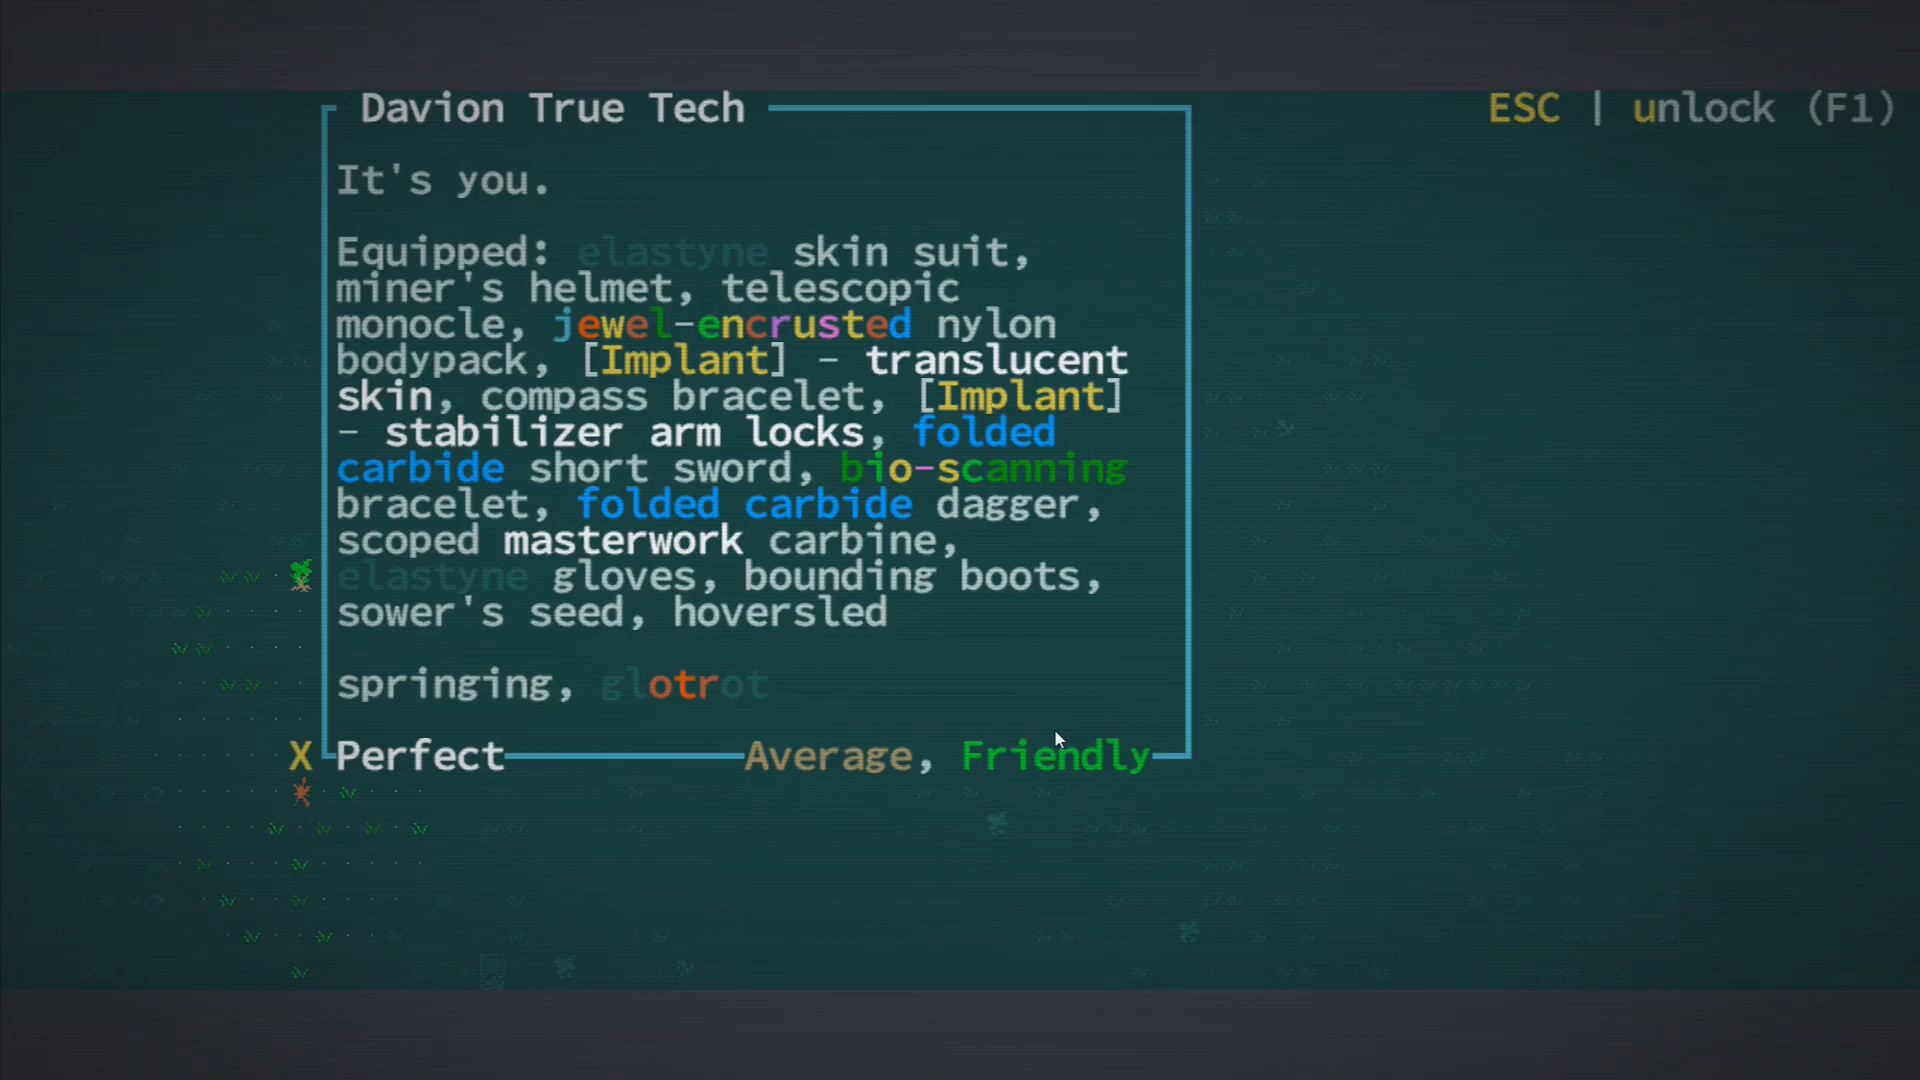 Davion True Tech
ESC | unlock (F1)
It's you.
Equipped: elastyne skin suit,
miner's helmet, telescopic
monocle, jewel-encrusted nylon
bodypack, [Implant] - translucent
skin, compass bracelet, [Implant]
- stabilizer arm locks, folded
carbide short sword, bio-scanning
bracelet, folded carbide dagger,
scoped masterwork carbine,
elastyne gloves, bounding boots,
sower's seed, hoversled
springing, glotrot
X Perfect Average, Friendly